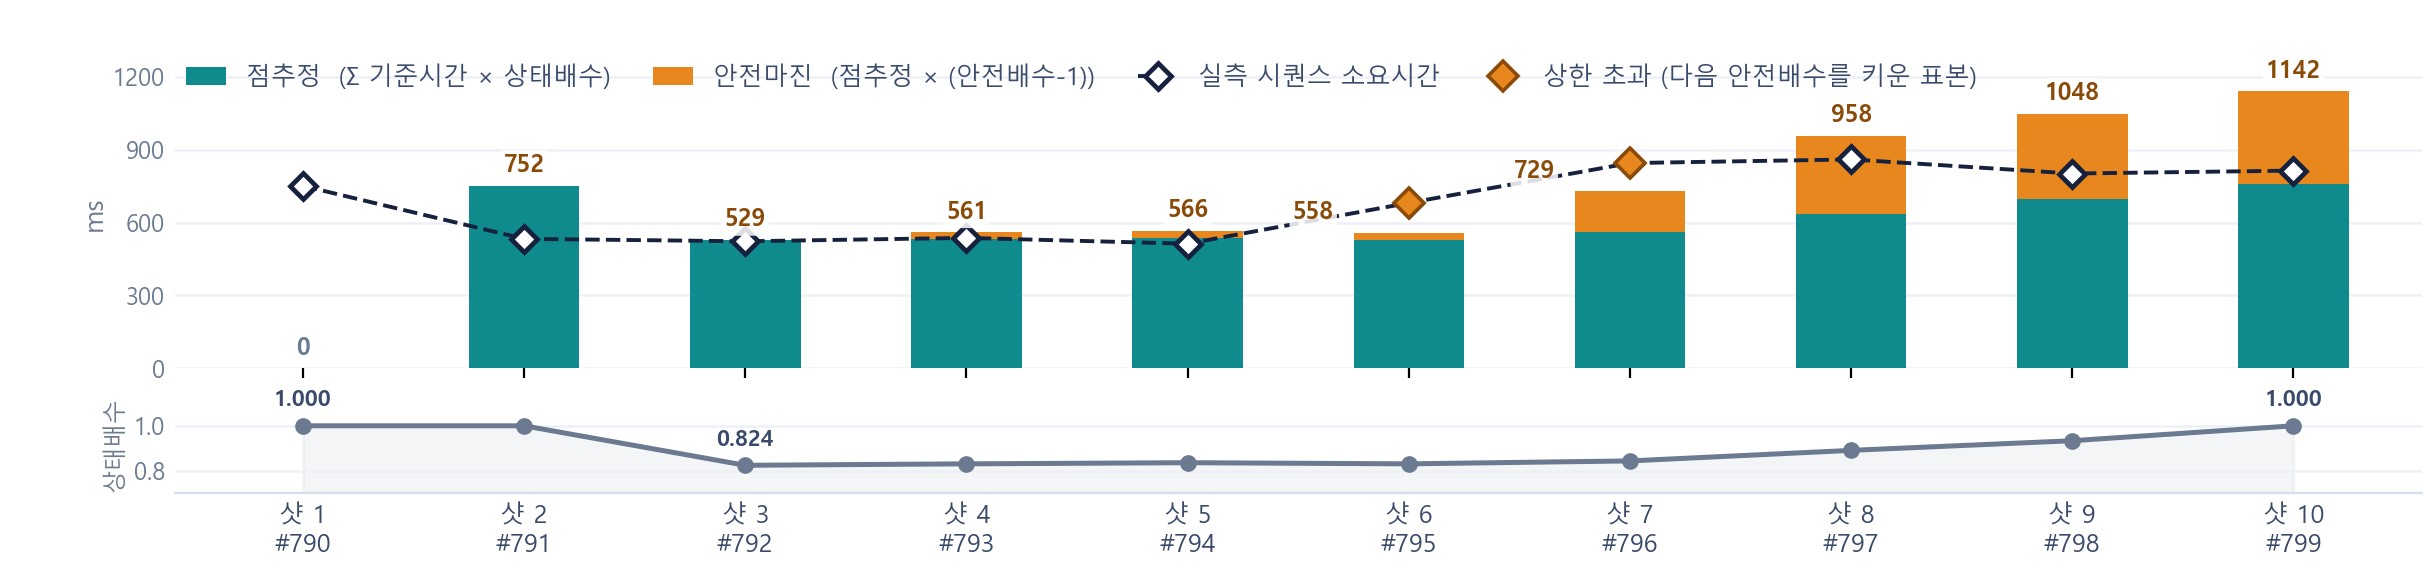 점추정 (Σ 기준시간 × 상태배수)
안전마진 (점추정 × (안전배수-1))
실측 시퀀스 소요시간
상한 초과 (다음 안전배수를 키운 표본)
ms
1200
900
600
300
0
0
752
529
561
566
558
729
958
1048
1142
상태배수
1.0
0.8
1.000
0.824
1.000
샷 1
#790
샷 2
#791
샷 3
#792
샷 4
#793
샷 5
#794
샷 6
#795
샷 7
#796
샷 8
#797
샷 9
#798
샷 10
#799